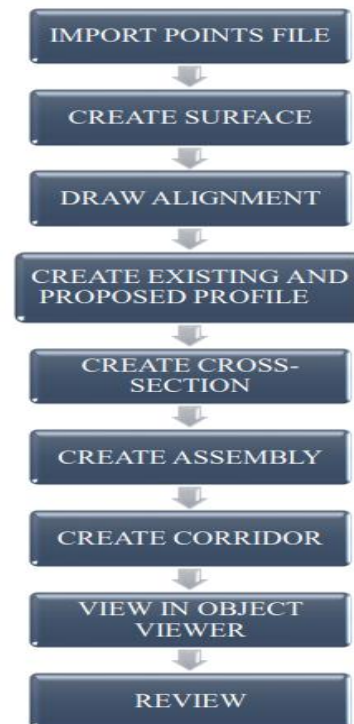 IMPORT POINTS FILE
CREATE SURFACE
DRAW ALIGNMENT
CREATE EXISTING AND
PROPOSED PROFILE
CREATE CROSS-
SECTION
CREATE ASSEMBLY
CREATE CORRIDOR
VIEW IN OBJECT
VIEWER
REVIEW